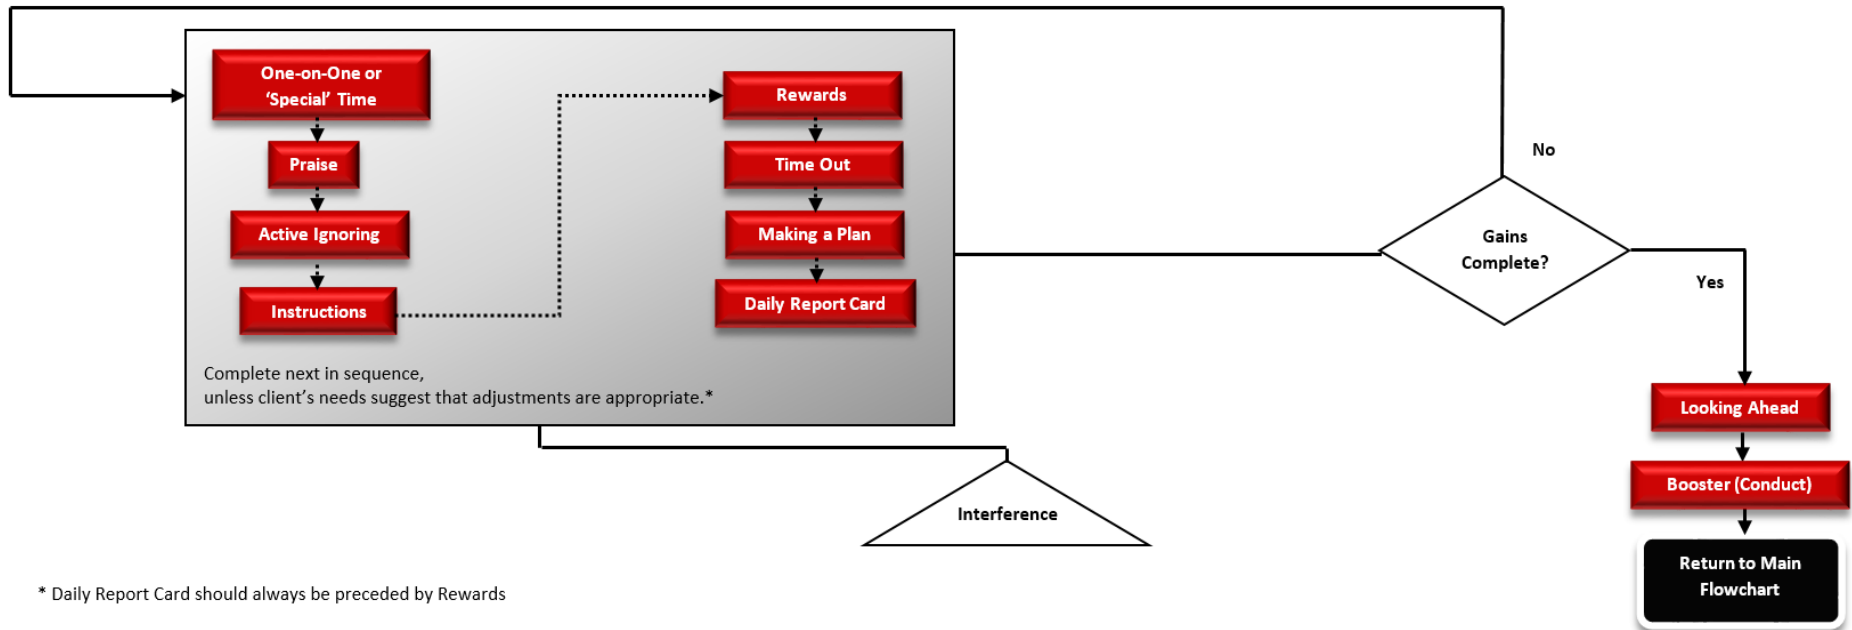 One-on-One or
‘Special’ Time
Praise
Active Ignoring
Instructions
Rewards
Time Out
Making a Plan
Daily Report Card
Complete next in sequence,
unless client’s needs suggest that adjustments are appropriate.*
No
Gains
Complete?
Yes
Looking Ahead
Booster (Conduct)
Return to Main
Flowchart
Interference
* Daily Report Card should always be preceded by Rewards